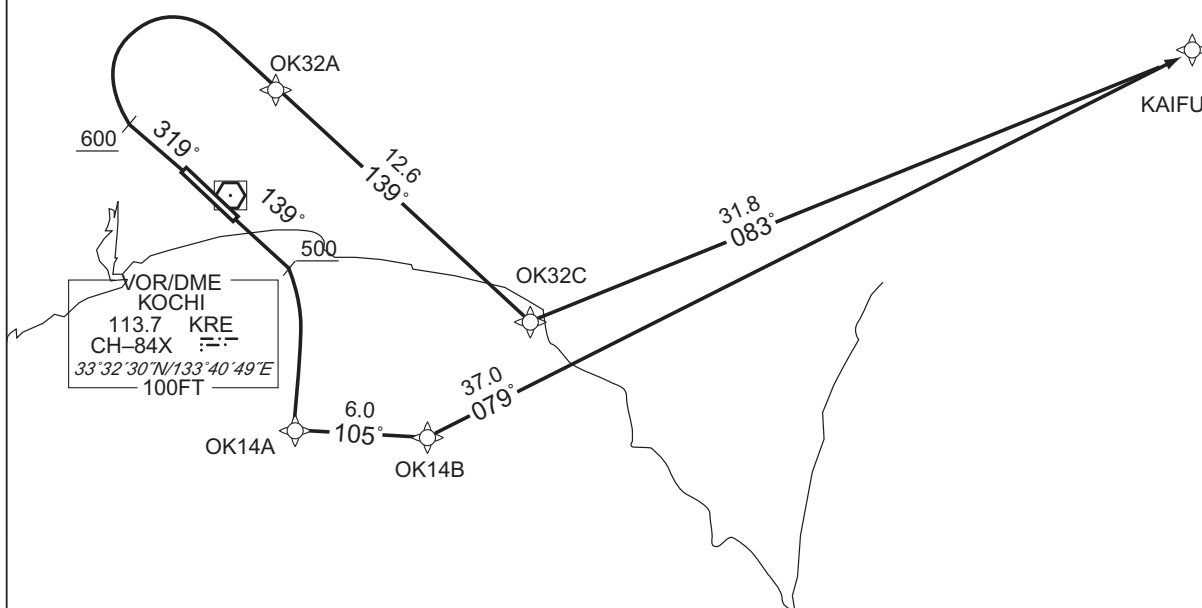 OK32A
KAIFU
600
319°
12.6
139°
139°
31.8
083°
500
OK32C
VOR/DME
KOCHI
113.7 KRE
CH–84X
33°32′30″N/133°40′49″E
100FT
37.0
079°
6.0
105°
OK14A
OK14B